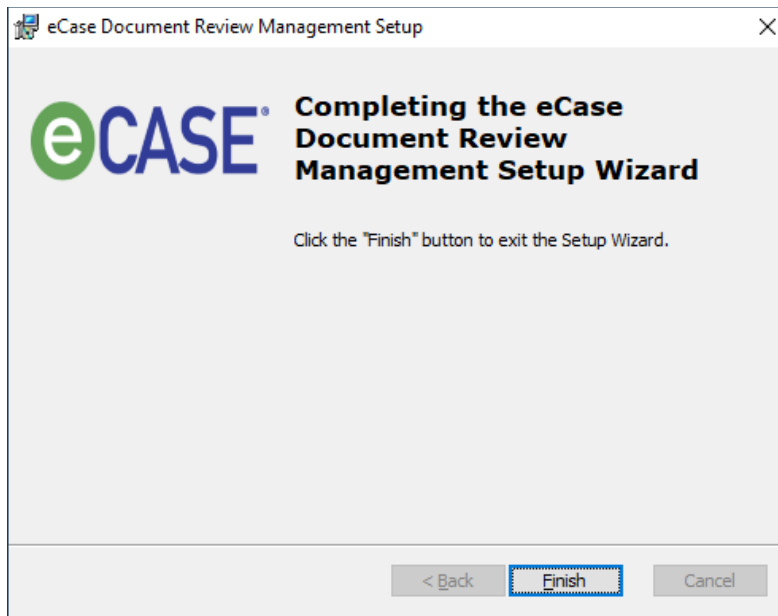 eCase Document Review Management Setup
eCASE®
Completing the eCase
Document Review
Management Setup Wizard
Click the "Finish" button to exit the Setup Wizard.
< Back
Finish
Cancel